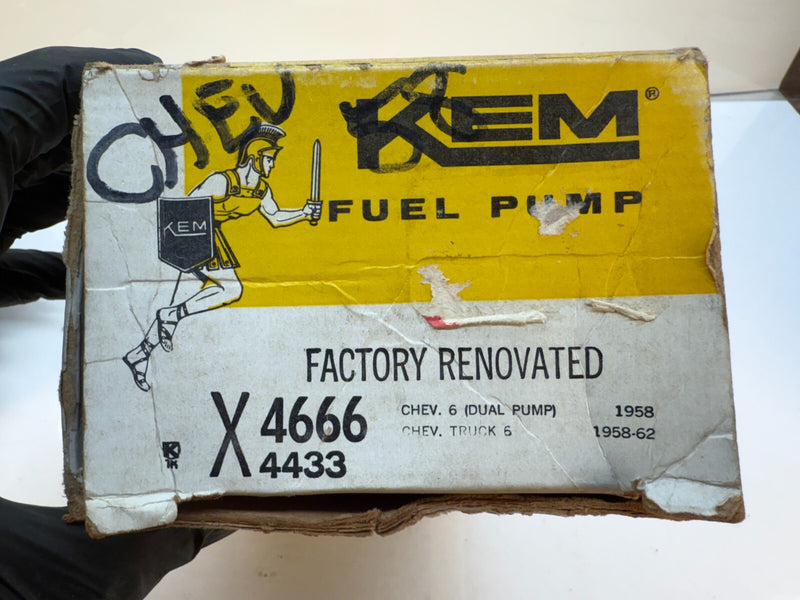 CHEV
KEM®
FUEL PUMP
KEM
FACTORY RENOVATED
X 4666
4433
CHEV. 6 (DUAL PUMP) 1958
CHEV. TRUCK 6 1958-62
K